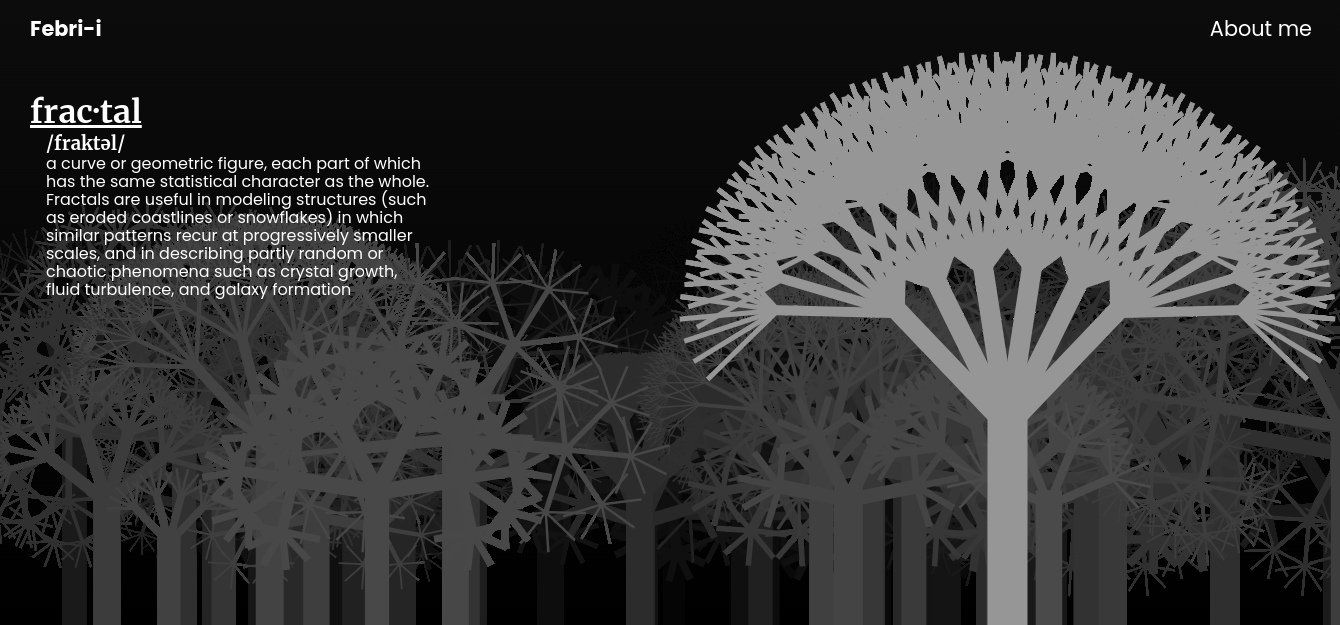 Febri-i
About me
frac·tal
/fraktəl/
a curve or geometric figure, each part of which
has the same statistical character as the whole.
Fractals are useful in modeling structures (such
as eroded coastlines or snowflakes) in which
similar patterns recur at progressively smaller
scales, and in describing partly random or
chaotic phenomena such as crystal growth,
fluid turbulence, and galaxy formation